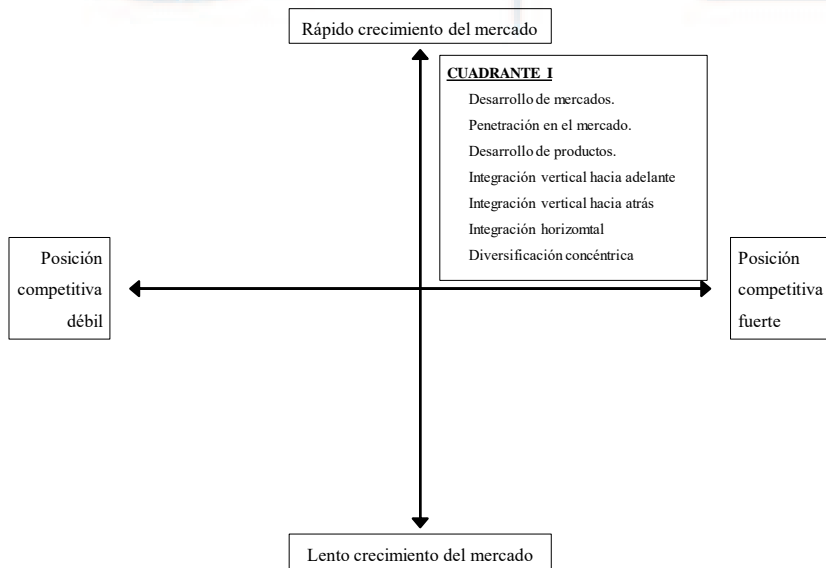 Rápido crecimiento del mercado
CUADRANTE I
Desarrollo de mercados.
Penetración en el mercado.
Desarrollo de productos.
Integración vertical hacia adelante
Integración vertical hacia atrás
Integración horizomtal
Diversificación concéntrica
Posición
competitiva
débil
Posición
competitiva
fuerte
Lento crecimiento del mercado